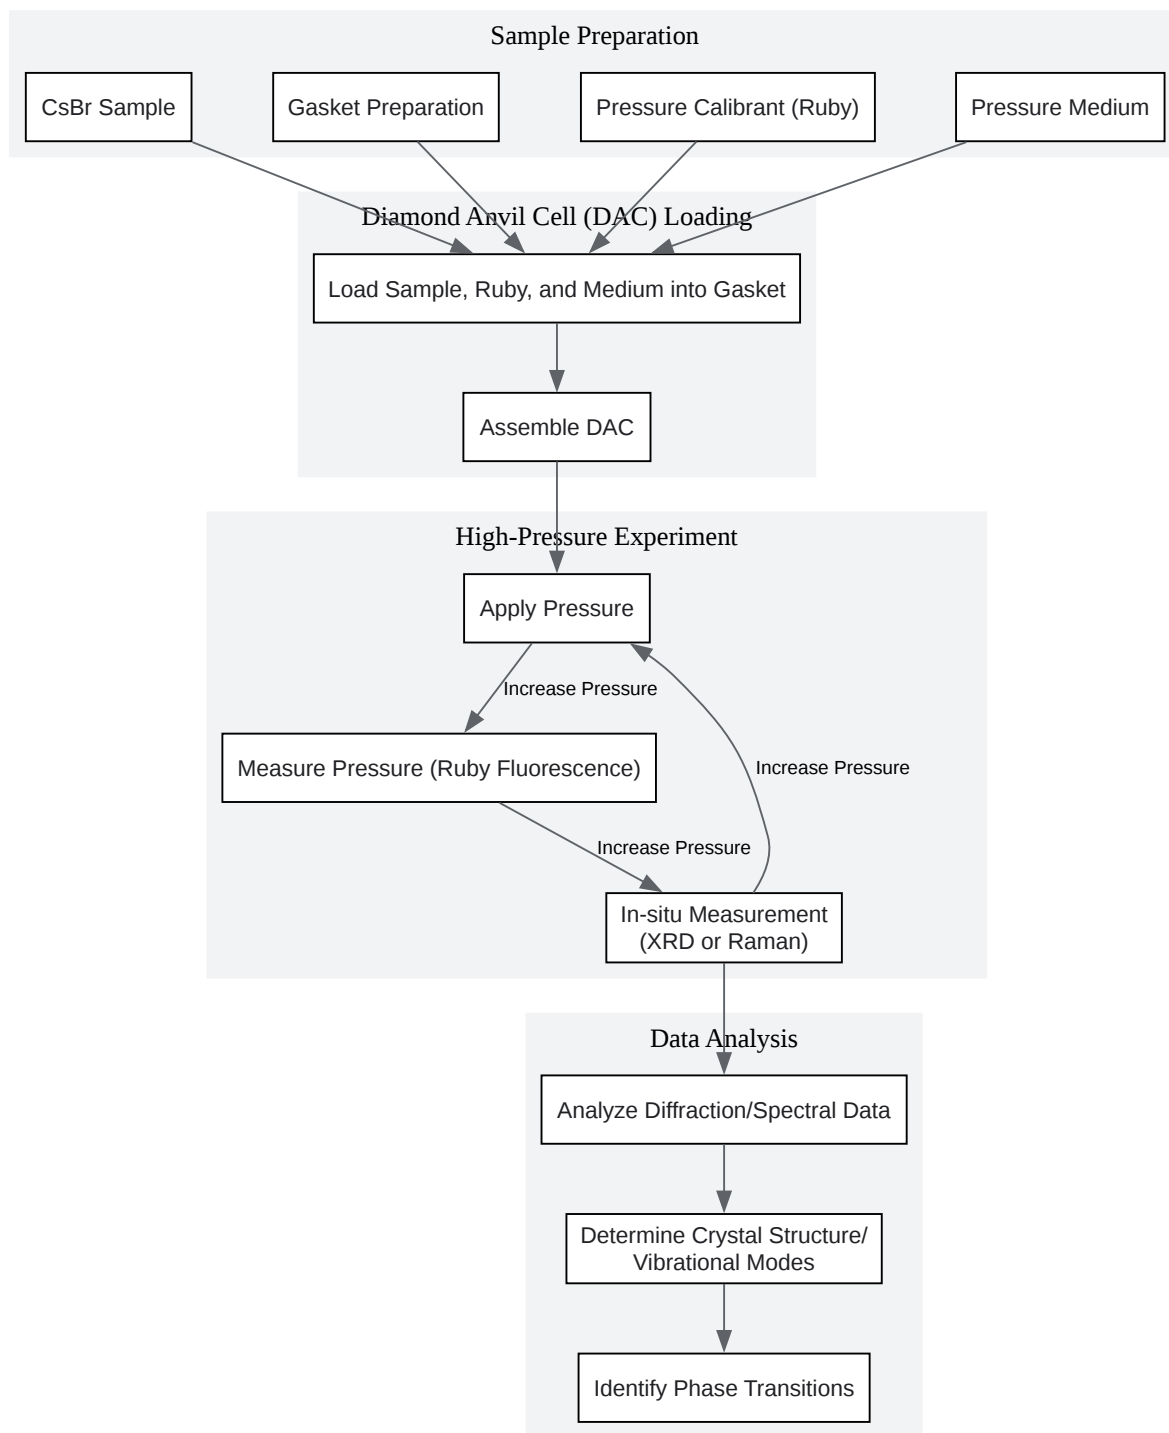 Sample Preparation
CsBr Sample
Gasket Preparation
Pressure Calibrant (Ruby)
Pressure Medium
Diamond Anvil Cell (DAC) Loading
Load Sample, Ruby, and Medium into Gasket
Assemble DAC
High-Pressure Experiment
Apply Pressure
Increase Pressure
Measure Pressure (Ruby Fluorescence)
Increase Pressure
Increase Pressure
In-situ Measurement
(XRD or Raman)
Data Analysis
Analyze Diffraction/Spectral Data
Determine Crystal Structure/
Vibrational Modes
Identify Phase Transitions